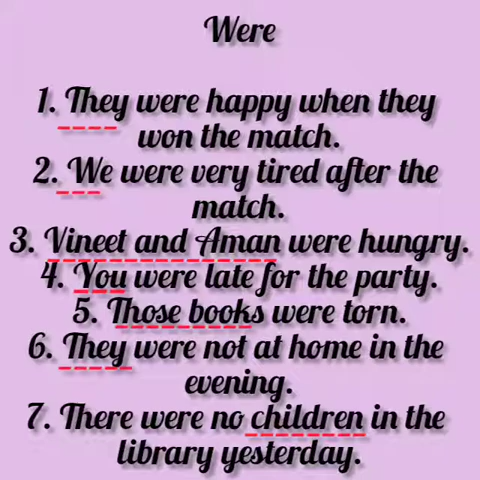 Were
1. They were happy when they
won the match.
2. We were very tired after the
match.
3. Vineet and Aman were hungry.
4. You were late for the party.
5. Those books were torn.
6. They were not at home in the
evening.
7. There were no children in the
library yesterday.